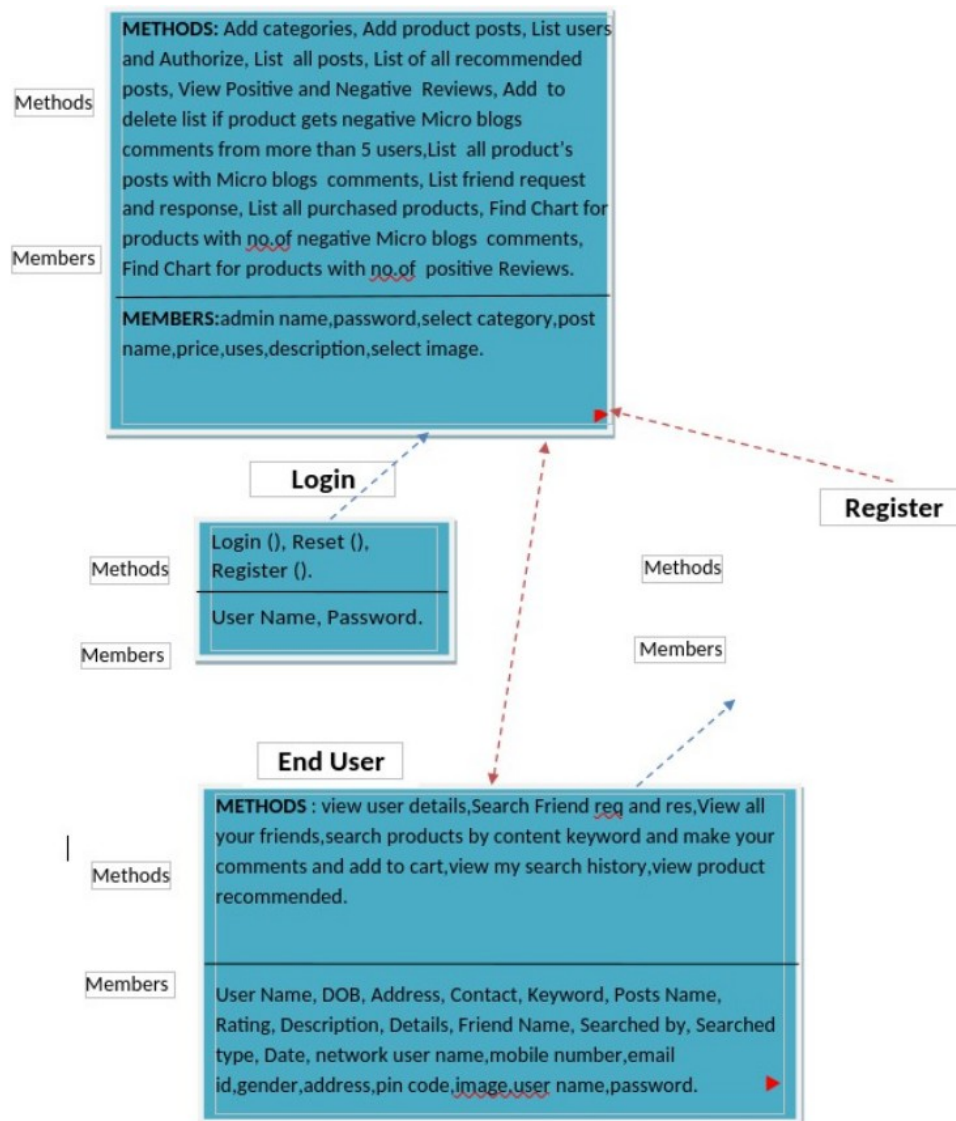 METHODS: Add categories, Add product posts, List users
and Authorize, List all posts, List of all recommended
posts, View Positive and Negative Reviews, Add to
delete list if product gets negative Micro blogs
comments from more than 5 users,List all product's
posts with Micro blogs comments, List friend request
and response, List all purchased products, Find Chart for
products with no.of negative Micro blogs comments,
Find Chart for products with no.of positive Reviews.
Methods
Members
MEMBERS:admin name,password,select category,post
name,price,uses,description,select image.
Login
Register
Login (), Reset (),
Register ().
Methods
User Name, Password.
Members
Methods
Members
End User
METHODS : view user details,Search Friend req and res,View all
your friends,search products by content keyword and make your
comments and add to cart,view my search history,view product
recommended.
Methods
Members
User Name, DOB, Address, Contact, Keyword, Posts Name,
Rating, Description, Details, Friend Name, Searched by, Searched
type, Date, network user name,mobile number,email
id,gender,address,pin code,image,user name,password.